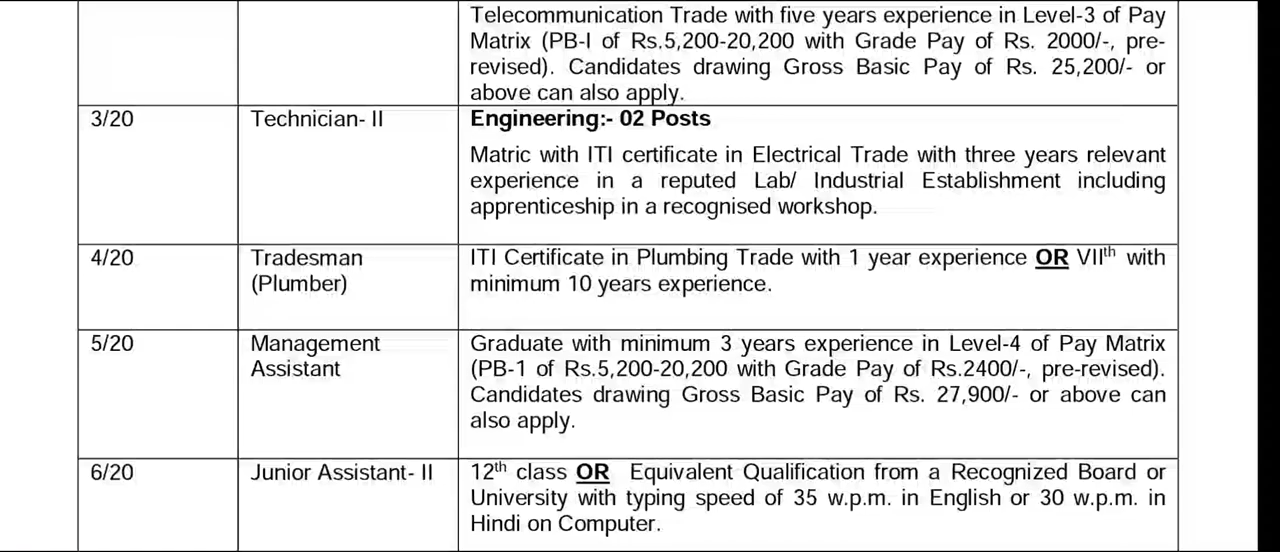 Telecommunication Trade with five years experience in Level-3 of Pay
Matrix (PB-I of Rs.5,200-20,200 with Grade Pay of Rs. 2000/-, pre-
revised). Candidates drawing Gross Basic Pay of Rs. 25,200/- or
above can also apply.
3/20
Technician- II
Engineering:- 02 Posts
Matric with ITI certificate in Electrical Trade with three years relevant
experience in a reputed Lab/ Industrial Establishment including
apprenticeship in a recognised workshop.
4/20
Tradesman
(Plumber)
ITI Certificate in Plumbing Trade with 1 year experience OR VIIth with
minimum 10 years experience.
5/20
Management
Assistant
Graduate with minimum 3 years experience in Level-4 of Pay Matrix
(PB-1 of Rs.5,200-20,200 with Grade Pay of Rs.2400/-, pre-revised).
Candidates drawing Gross Basic Pay of Rs. 27,900/- or above can
also apply.
6/20
Junior Assistant- II
12th class OR Equivalent Qualification from a Recognized Board or
University with typing speed of 35 w.p.m. in English or 30 w.p.m. in
Hindi on Computer.